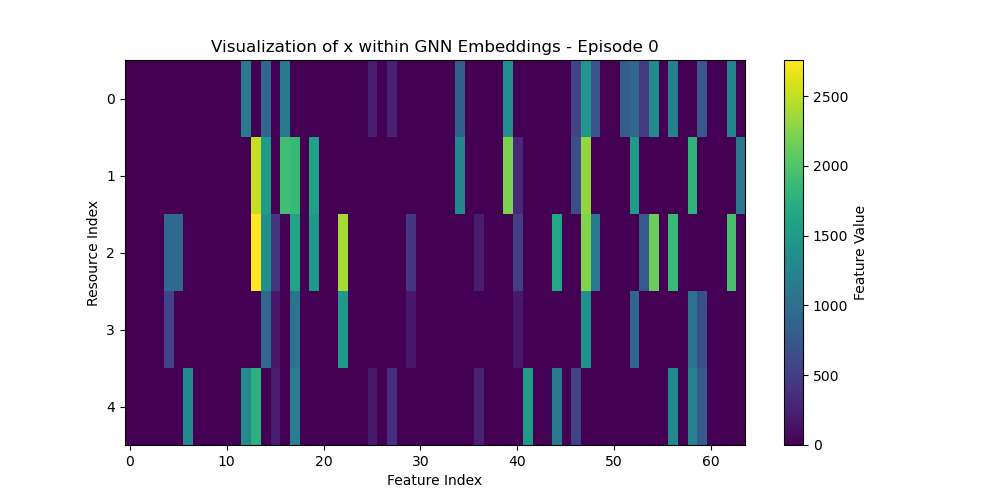 Visualization of x within GNN Embeddings - Episode 0
Resource Index
0
1
2
3
4
0 10 20 30 40 50 60
Feature Index
2500
2000
1500
1000
500
0
Feature Value